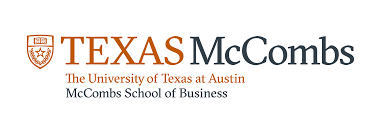 TEXAS McCombs
The University of Texas at Austin
McCombs School of Business